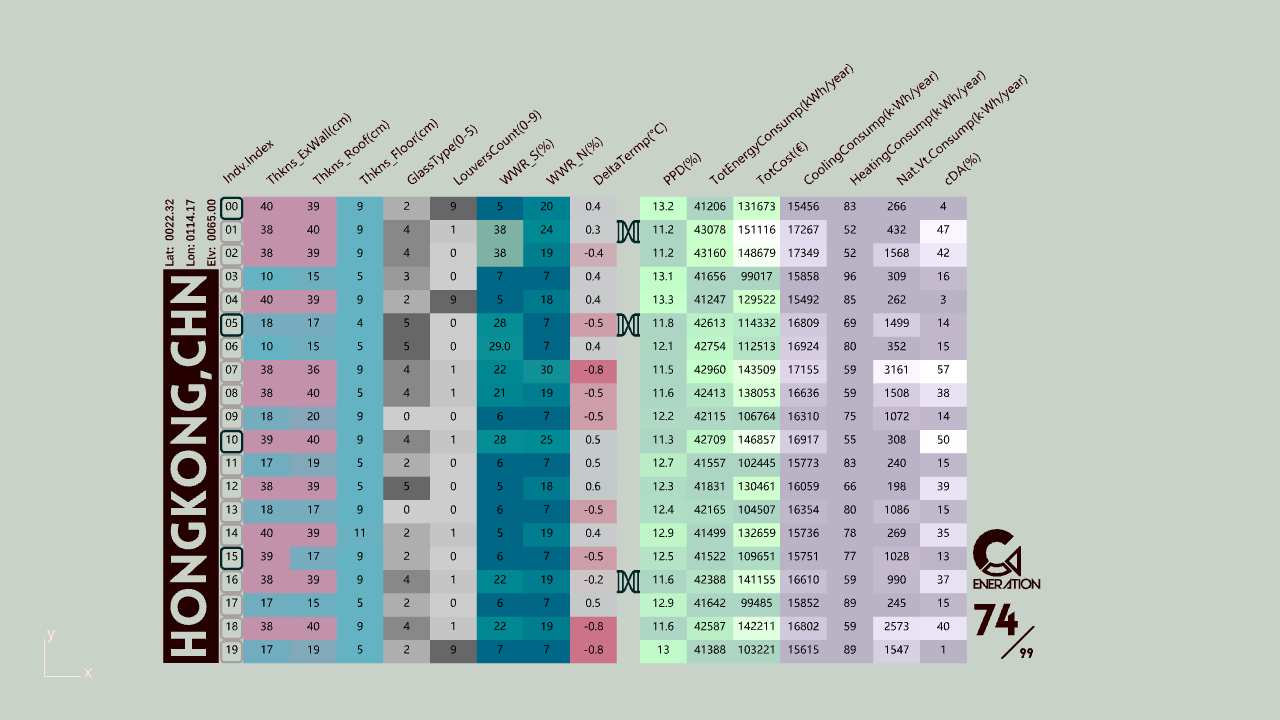 Indv.Index Thkns_ExWall(cm) Thkns_Roof(cm) Thkns_Floor(cm) GlassType(0-5) LouversCount(0-9) WWR_S(%) WWR_N(%) DeltaTermp(°C) PPD(%) TotEnergyConsump(kWh/year) TotCost(€) CoolingConsump(k·Wh/year) HeatingConsump(k·Wh/year) Nat.Vt.Consump(k·Wh/year) cDA(%)
Lat: 0022.32
Lon: 0114.17
Elv: 0065.00
HONGKONG,CHN
00 40 39 9 2 9 5 20 0.4 13.2 41206 131673 15456 83 266 4
01 38 40 9 4 1 38 24 0.3 11.2 43078 151116 17267 52 432 47
02 38 39 9 4 0 38 19 -0.4 11.2 43160 148679 17349 52 1568 42
03 10 15 5 3 0 7 7 0.4 13.1 41656 99017 15858 96 309 16
04 40 39 9 2 9 5 18 0.4 13.3 41247 129522 15492 85 262 3
05 18 17 4 5 0 28 7 -0.5 11.8 42613 114332 16809 69 1499 14
06 10 15 5 5 0 29.0 7 0.4 12.1 42754 112513 16924 80 352 15
07 38 36 9 4 1 22 30 -0.8 11.5 42960 143509 17155 59 3161 57
08 38 40 5 4 1 21 19 -0.5 11.6 42413 138053 16636 59 1508 38
09 18 20 9 0 0 6 7 -0.5 12.2 42115 106764 16310 75 1072 14
10 39 40 9 4 1 28 25 0.5 11.3 42709 146857 16917 55 308 50
11 17 19 5 2 0 6 7 0.5 12.7 41557 102445 15773 83 240 15
12 38 39 5 5 0 5 18 0.6 12.3 41831 130461 16059 66 198 39
13 18 17 9 0 0 6 7 -0.5 12.4 42165 104507 16354 80 1086 15
14 40 39 11 2 1 5 19 0.4 12.9 41499 132659 15736 78 269 35
15 39 17 9 2 0 6 7 -0.5 12.5 41522 109651 15751 77 1028 13
16 38 39 9 4 1 22 19 -0.2 11.6 42388 141155 16610 59 990 37
17 17 15 5 2 0 6 7 0.5 12.9 41642 99485 15852 89 245 15
18 38 40 9 4 1 22 19 -0.8 11.6 42587 142211 16802 59 2573 40
19 17 19 5 2 9 7 7 -0.8 13 41388 103221 15615 89 1547 1
GENERATION
74/99
y
x